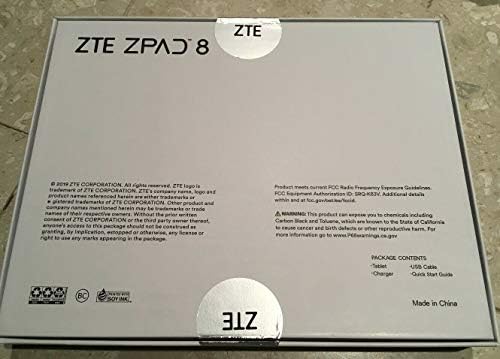 ZTE
ZTE ZPAD™ 8
© 2019 ZTE CORPORATION. All rights reserved. ZTE logo is
trademark of ZTE CORPORATION. ZTE's company name, logo and
product names referenced herein are either trademarks or
registered trademarks of ZTE Corporation. Other product and
company names mentioned herein may be trademark or trade
names of their respective owners. Without the prior written
consent of ZTE CORPORATION or the third party owner thereof,
anyone's access to this package should not be construed as
granting, by implication, estopped or otherwise, any license or
right to use any marks appearing in the package.
Product meets current FCC Radio Frequency Exposure Guidelines.
FCC Equipment Authorization ID: SRQ-K83V. Additional details
within and at
⚠ WARNING: This product can expose you to chemicals including
Carbon Black and Toluene, which are known to the State of California
to cause cancer and birth defects or other reproductive harm. For
more information go to www.P65warnings.ca.gov
PACKAGE CONTENTS
·Tablet ·USB Cable
·Charger ·Quick Start Guide
BC
SOY INK
Made in China
ZTE